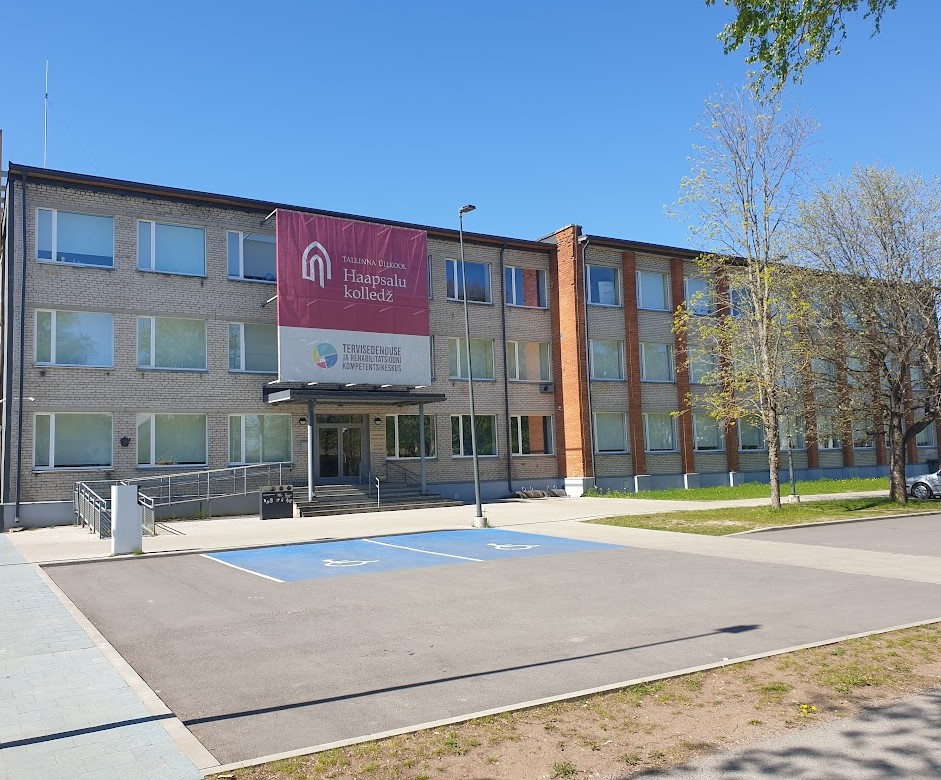 TALLINNA ÜLIKOOL
Haapsalu
kolledž
TERVISEDENDUSE
JA REHABILITATSIOONI
KOMPETENTSIKESKUS